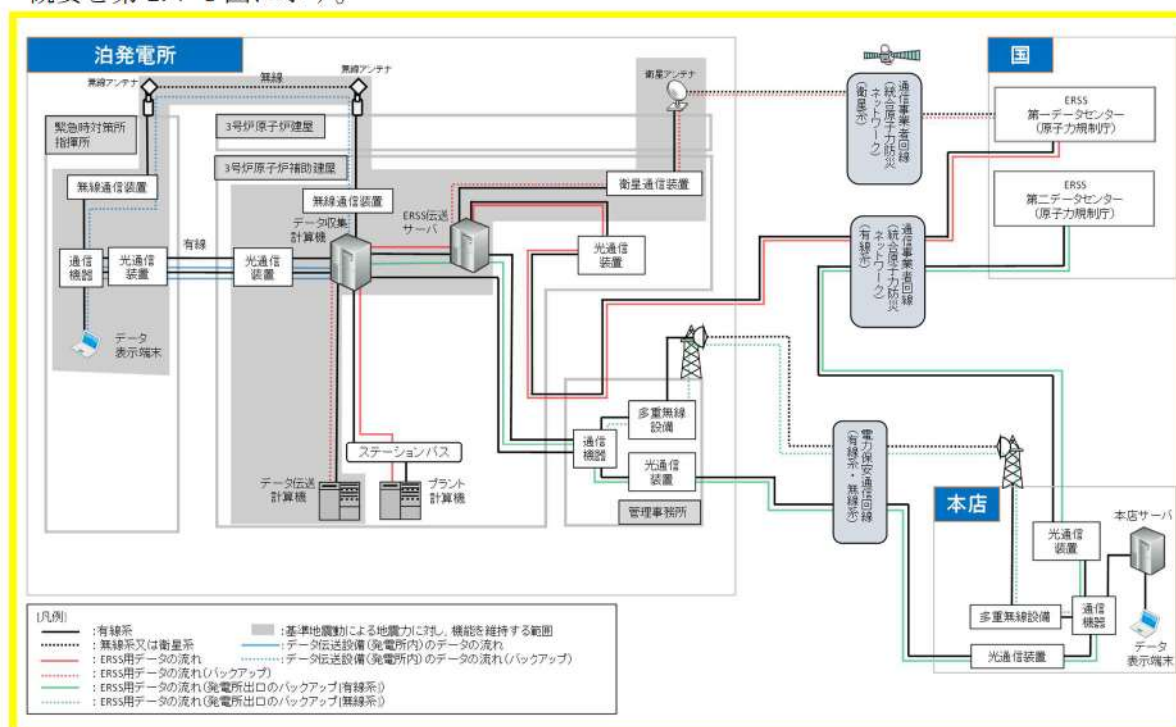 泊発電所
無線アンテナ
無線
無線アンテナ
衛星アンテナ
緊急時対策所
指揮所
3号炉原子炉建屋
3号炉原子炉補助建屋
無線通信装置
無線通信装置
データ収集
計算機
ERSS伝送
サーバ
衛星通信装置
有線
通信
機器
光通信
装置
光通信
装置
光通信
装置
データ
表示端末
ステーションバス
データ伝送
計算機
プラント
計算機
多重無線
設備
通信
機器
光通信
装置
管理事務所
通信事業者回線
(統合原子力防災
ネットワーク)
(衛星系)
通信事業者回線
(統合原子力防災
ネットワーク)
(有線系)
電力保安通信回線
(有線系・無線系)
国
ERSS
第一データセンター
(原子力規制庁)
ERSS
第二データセンター
(原子力規制庁)
本店
本店サーバ
光通信
装置
多重無線設備
通信
機器
光通信装置
データ
表示端末
[凡例]
:有線系
:無線系又は衛星系
:ERSS用データの流れ
:ERSS用データの流れ(バックアップ)
:ERSS用データの流れ(発電所出口のバックアップ[有線系])
:ERSS用データの流れ(発電所出口のバックアップ[無線系])
:基準地震動による地震力に対し,機能を維持する範囲
:データ伝送設備(発電所内)のデータの流れ
:データ伝送設備(発電所内)のデータの流れ(バックアップ)